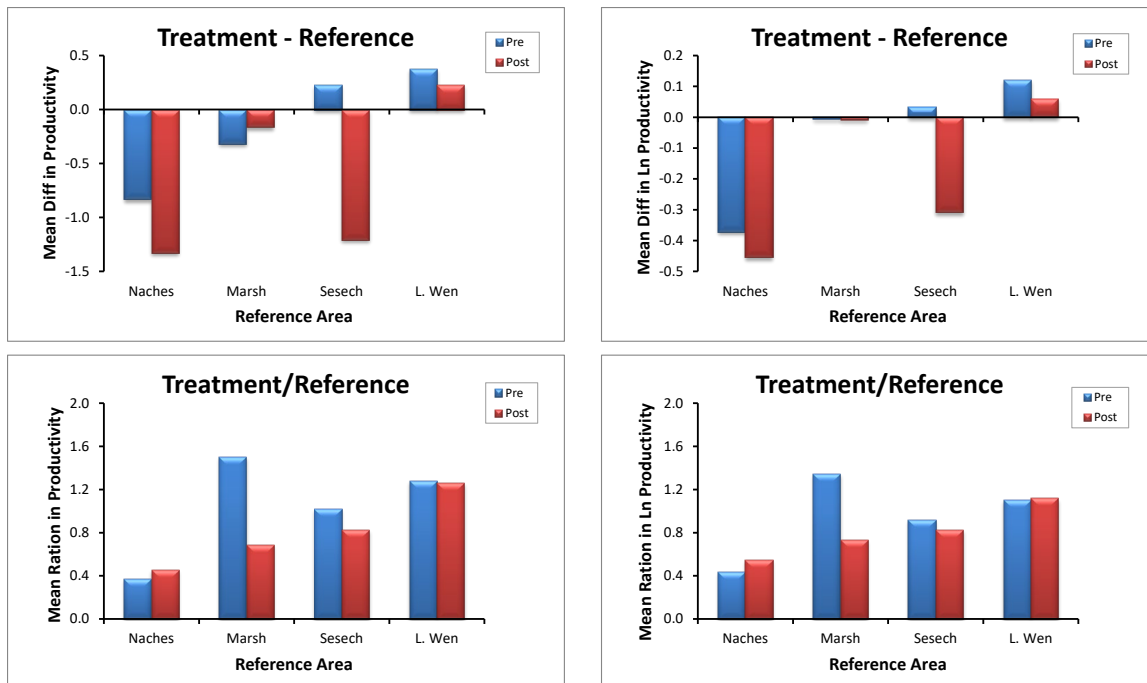 Treatment - Reference
Pre
Post
Mean Diff in Productivity
0.5
0.0
-0.5
-1.0
-1.5
Naches Marsh Sesech L. Wen
Reference Area
Treatment - Reference
Pre
Post
Mean Diff in Ln Productivity
0.2
0.1
0.0
-0.1
-0.2
-0.3
-0.4
-0.5
Naches Marsh Sesech L. Wen
Reference Area
Treatment/Reference
Pre
Post
Mean Ration in Productivity
2.0
1.6
1.2
0.8
0.4
0.0
Naches Marsh Sesech L. Wen
Reference Area
Treatment/Reference
Pre
Post
Mean Ration in Ln Productivity
2.0
1.6
1.2
0.8
0.4
0.0
Naches Marsh Sesech L. Wen
Reference Area